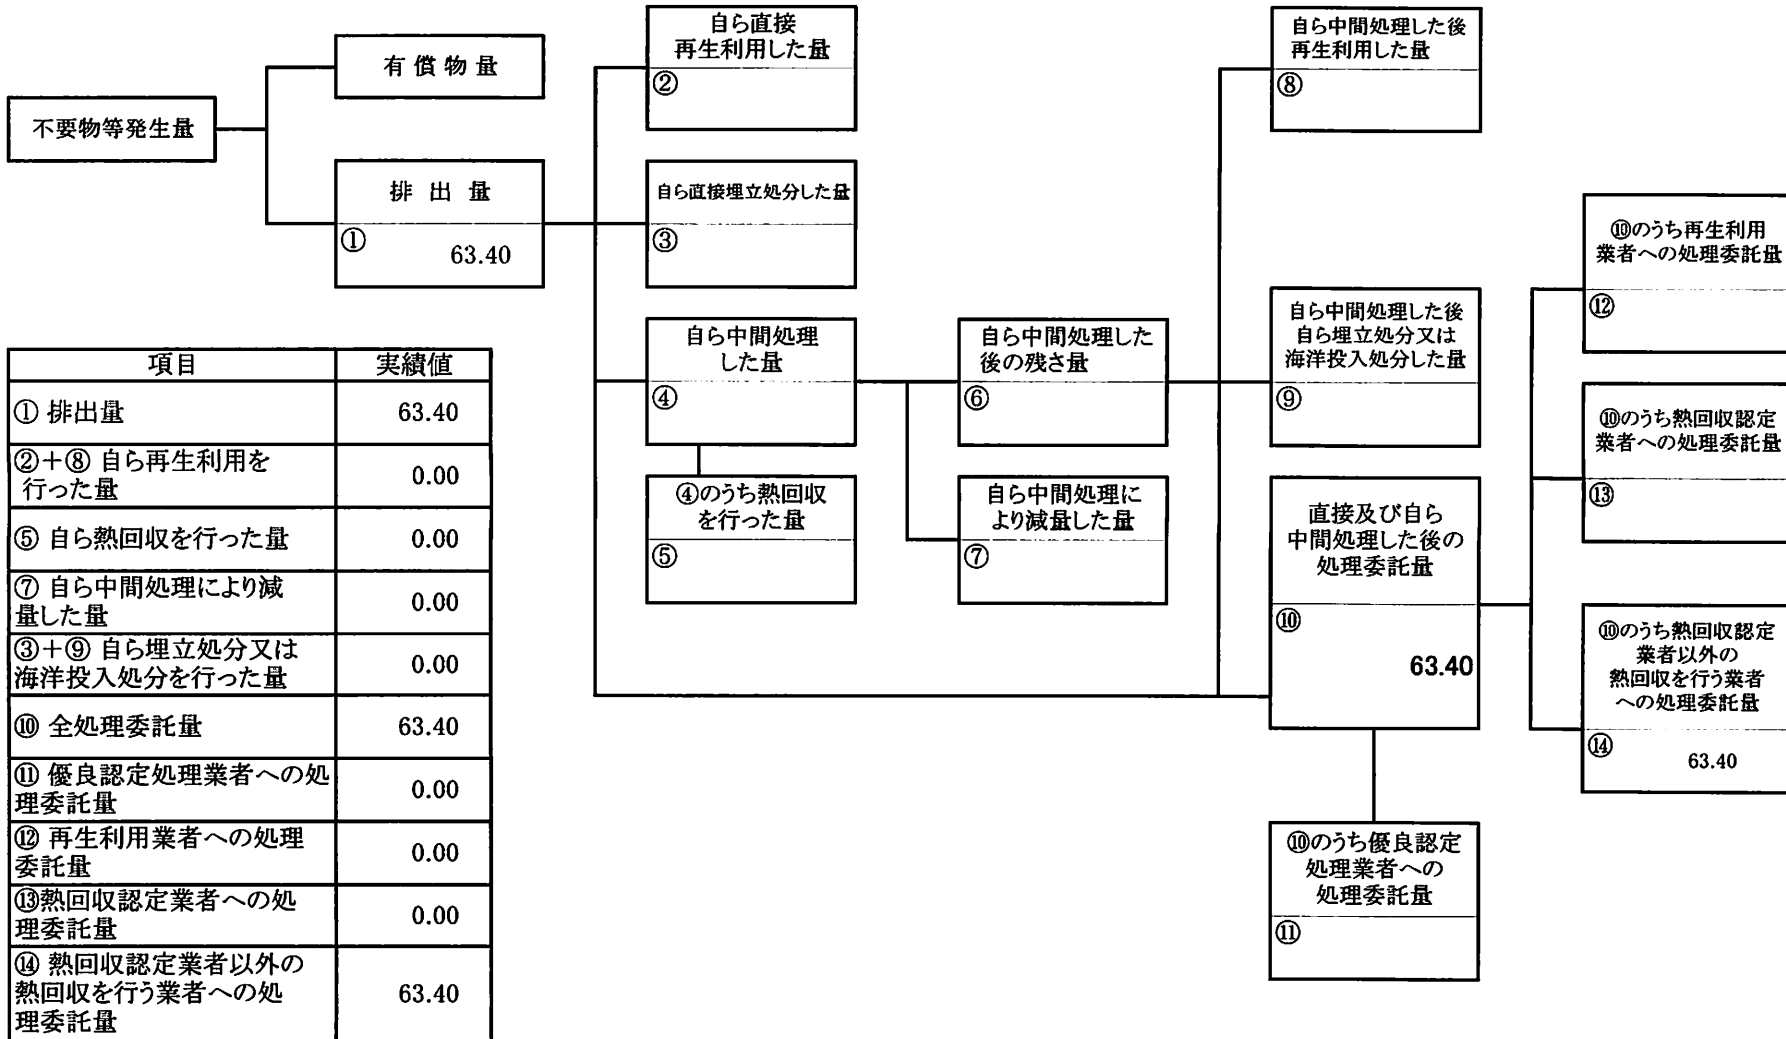 不要物等発生量
有 償 物 量
排 出 量
①
63.40
自ら直接
再生利用した量
②
自ら直接埋立処分した量
③
自ら中間処理
した量
④
④のうち熱回収
を行った量
⑤
自ら中間処理した
後の残さ量
⑥
自ら中間処理に
より減量した量
⑦
自ら中間処理した後
再生利用した量
⑧
自ら中間処理した後
自ら埋立処分又は
海洋投入処分した量
⑨
直接及び自ら
中間処理した後の
処理委託量
⑩
63.40
⑩のうち優良認定
処理業者への
処理委託量
⑪
⑩のうち再生利用
業者への処理委託量
⑫
⑩のうち熱回収認定
業者への処理委託量
⑬
⑩のうち熱回収認定
業者以外の
熱回収を行う業者
への処理委託量
⑭
63.40
項目 実績値
① 排出量 63.40
②+⑧ 自ら再生利用を
行った量 0.00
⑤ 自ら熱回収を行った量 0.00
⑦ 自ら中間処理により減
量した量 0.00
③+⑨ 自ら埋立処分又は
海洋投入処分を行った量 0.00
⑩ 全処理委託量 63.40
⑪ 優良認定処理業者への処
理委託量 0.00
⑫ 再生利用業者への処理
委託量 0.00
⑬熱回収認定業者への処
理委託量 0.00
⑭ 熱回収認定業者以外の
熱回収を行う業者への処
理委託量 63.40